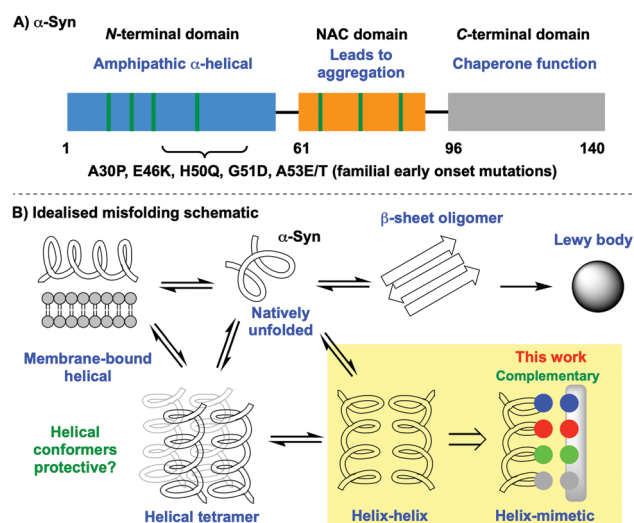 A) α-Syn
N-terminal domain
NAC domain
C-terminal domain
Amphipathic α-helical
Leads to
aggregation
Chaperone function
1
61
96
140
A30P, E46K, H50Q, G51D, A53E/T (familial early onset mutations)
B) Idealised misfolding schematic
α-Syn
β-sheet oligomer
Lewy body
Natively
unfolded
Membrane-bound
helical
This work
Complementary
Helical
conformers
protective?
Helical tetramer
Helix-helix
Helix-mimetic